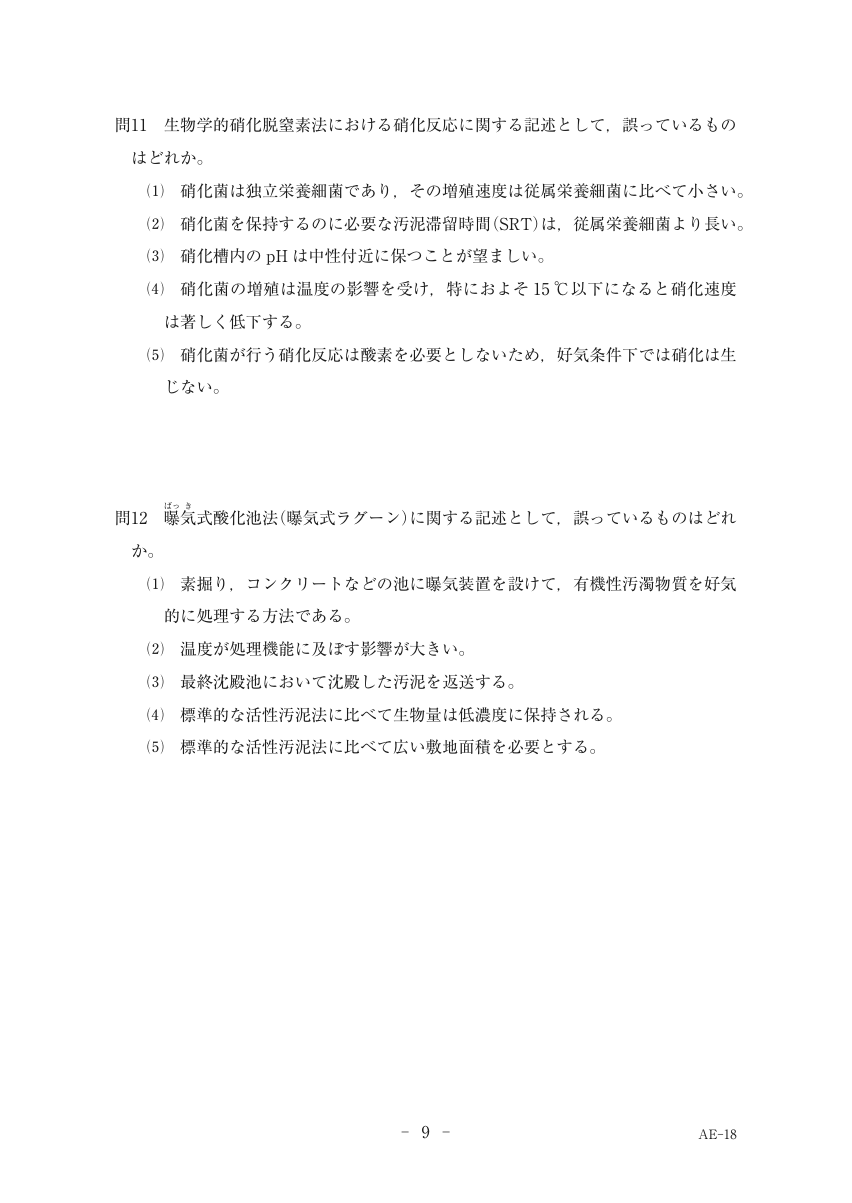 問11　生物学的硝化脱窒素法における硝化反応に関する記述として，誤っているもの
はどれか。
⑴　硝化菌は独立栄養細菌であり，その増殖速度は従属栄養細菌に比べて小さい。
⑵　硝化菌を保持するのに必要な汚泥滞留時間(SRT)は，従属栄養細菌より長い。
⑶　硝化槽内の pH は中性付近に保つことが望ましい。
⑷　硝化菌の増殖は温度の影響を受け，特におよそ 15 ℃以下になると硝化速度
は著しく低下する。
⑸　硝化菌が行う硝化反応は酸素を必要としないため，好気条件下では硝化は生
じない。
ばっ き
問12　曝気式酸化池法(曝気式ラグーン)に関する記述として，誤っているものはどれ
か。
⑴　素掘り，コンクリートなどの池に曝気装置を設けて，有機性汚濁物質を好気
的に処理する方法である。
⑵　温度が処理機能に及ぼす影響が大きい。
⑶　最終沈殿池において沈殿した汚泥を返送する。
⑷　標準的な活性汚泥法に比べて生物量は低濃度に保持される。
⑸　標準的な活性汚泥法に比べて広い敷地面積を必要とする。
－ 9 －
AE-18